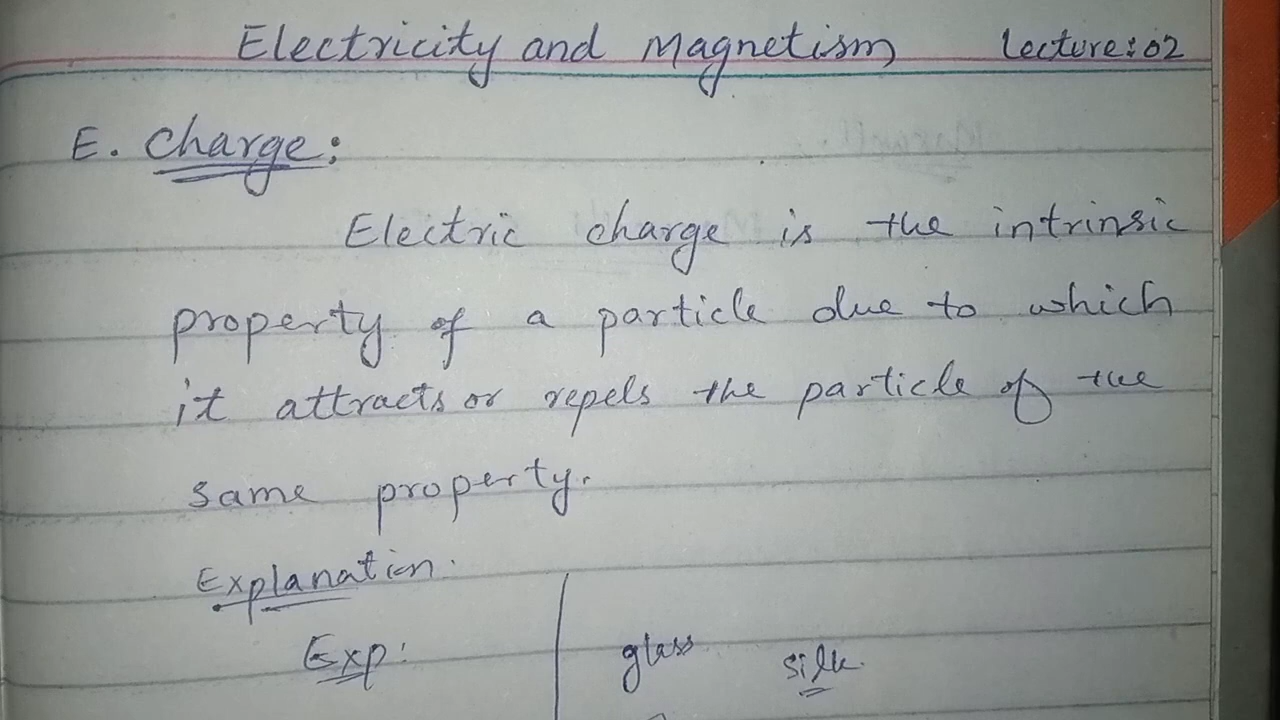 Electricity and Magnetism Lecture: 02
E. Charge:
Electric charge is the intrinsic
property of a particle due to which
it attracts or repels the particle of the
same property.
Explanation.
Exp:
glass silk.